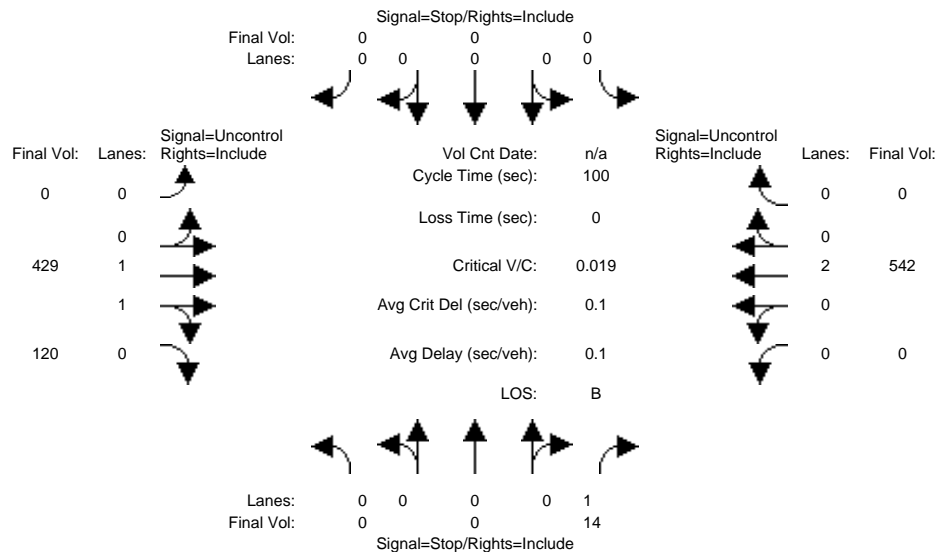 Signal=Stop/Rights=Include
Final Vol: 0 0 0
Lanes: 0 0 0 0 0
Signal=Uncontrol Signal=Uncontrol
Final Vol: Lanes: Rights=Include Vol Cnt Date: n/a Rights=Include Lanes: Final Vol:
Cycle Time (sec): 100
0 0 0 0
Loss Time (sec): 0
0 0
429 1 Critical V/C: 0.019 2 542
1 Avg Crit Del (sec/veh): 0.1 0
120 0 Avg Delay (sec/veh): 0.1 0 0
LOS: B
Lanes: 0 0 0 0 1
Final Vol: 0 0 14
Signal=Stop/Rights=Include